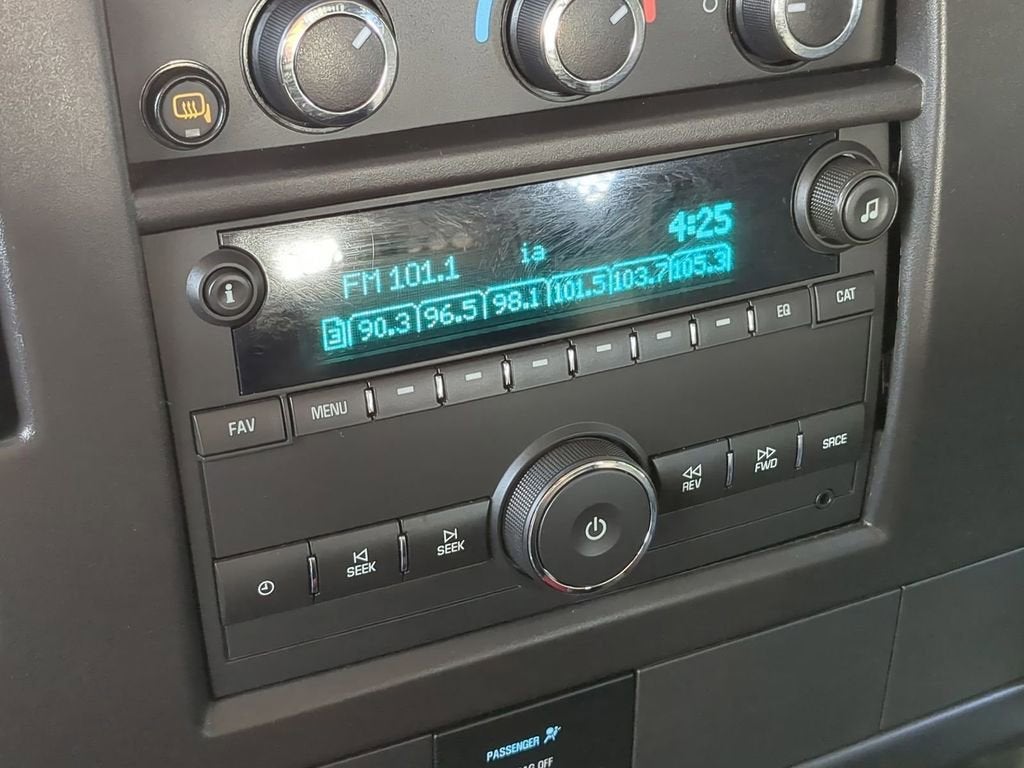 4:25
FM 101.1 ia
i
3 90.3 96.5 98.1 101.5 103.7 105.3
FAV MENU EQ CAT
REV FWD SRCE
SEEK SEEK
PASSENGER
OFF